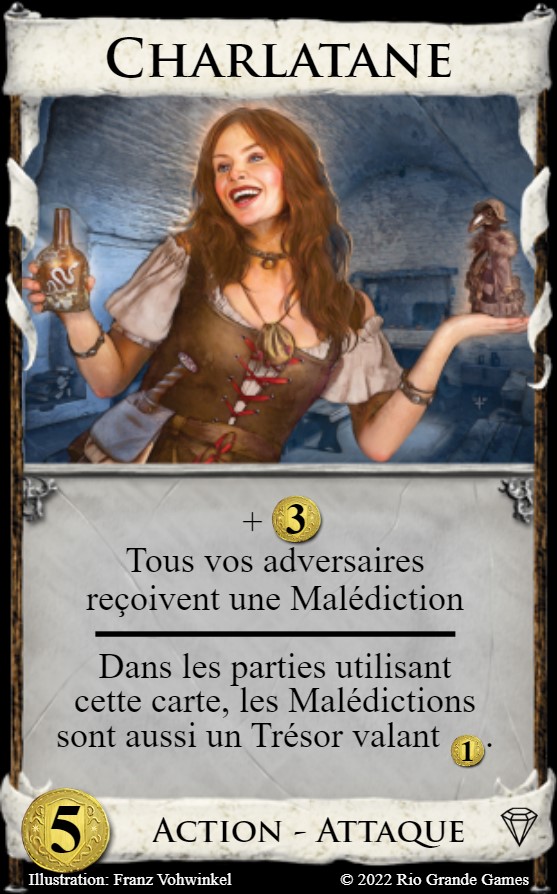 CHARLATANE
+ 3
Tous vos adversaires
reçoivent une Malédiction
Dans les parties utilisant
cette carte, les Malédictions
sont aussi un Trésor valant 1.
5 ACTION - ATTAQUE
Illustration: Franz Vohwinkel © 2022 Rio Grande Games